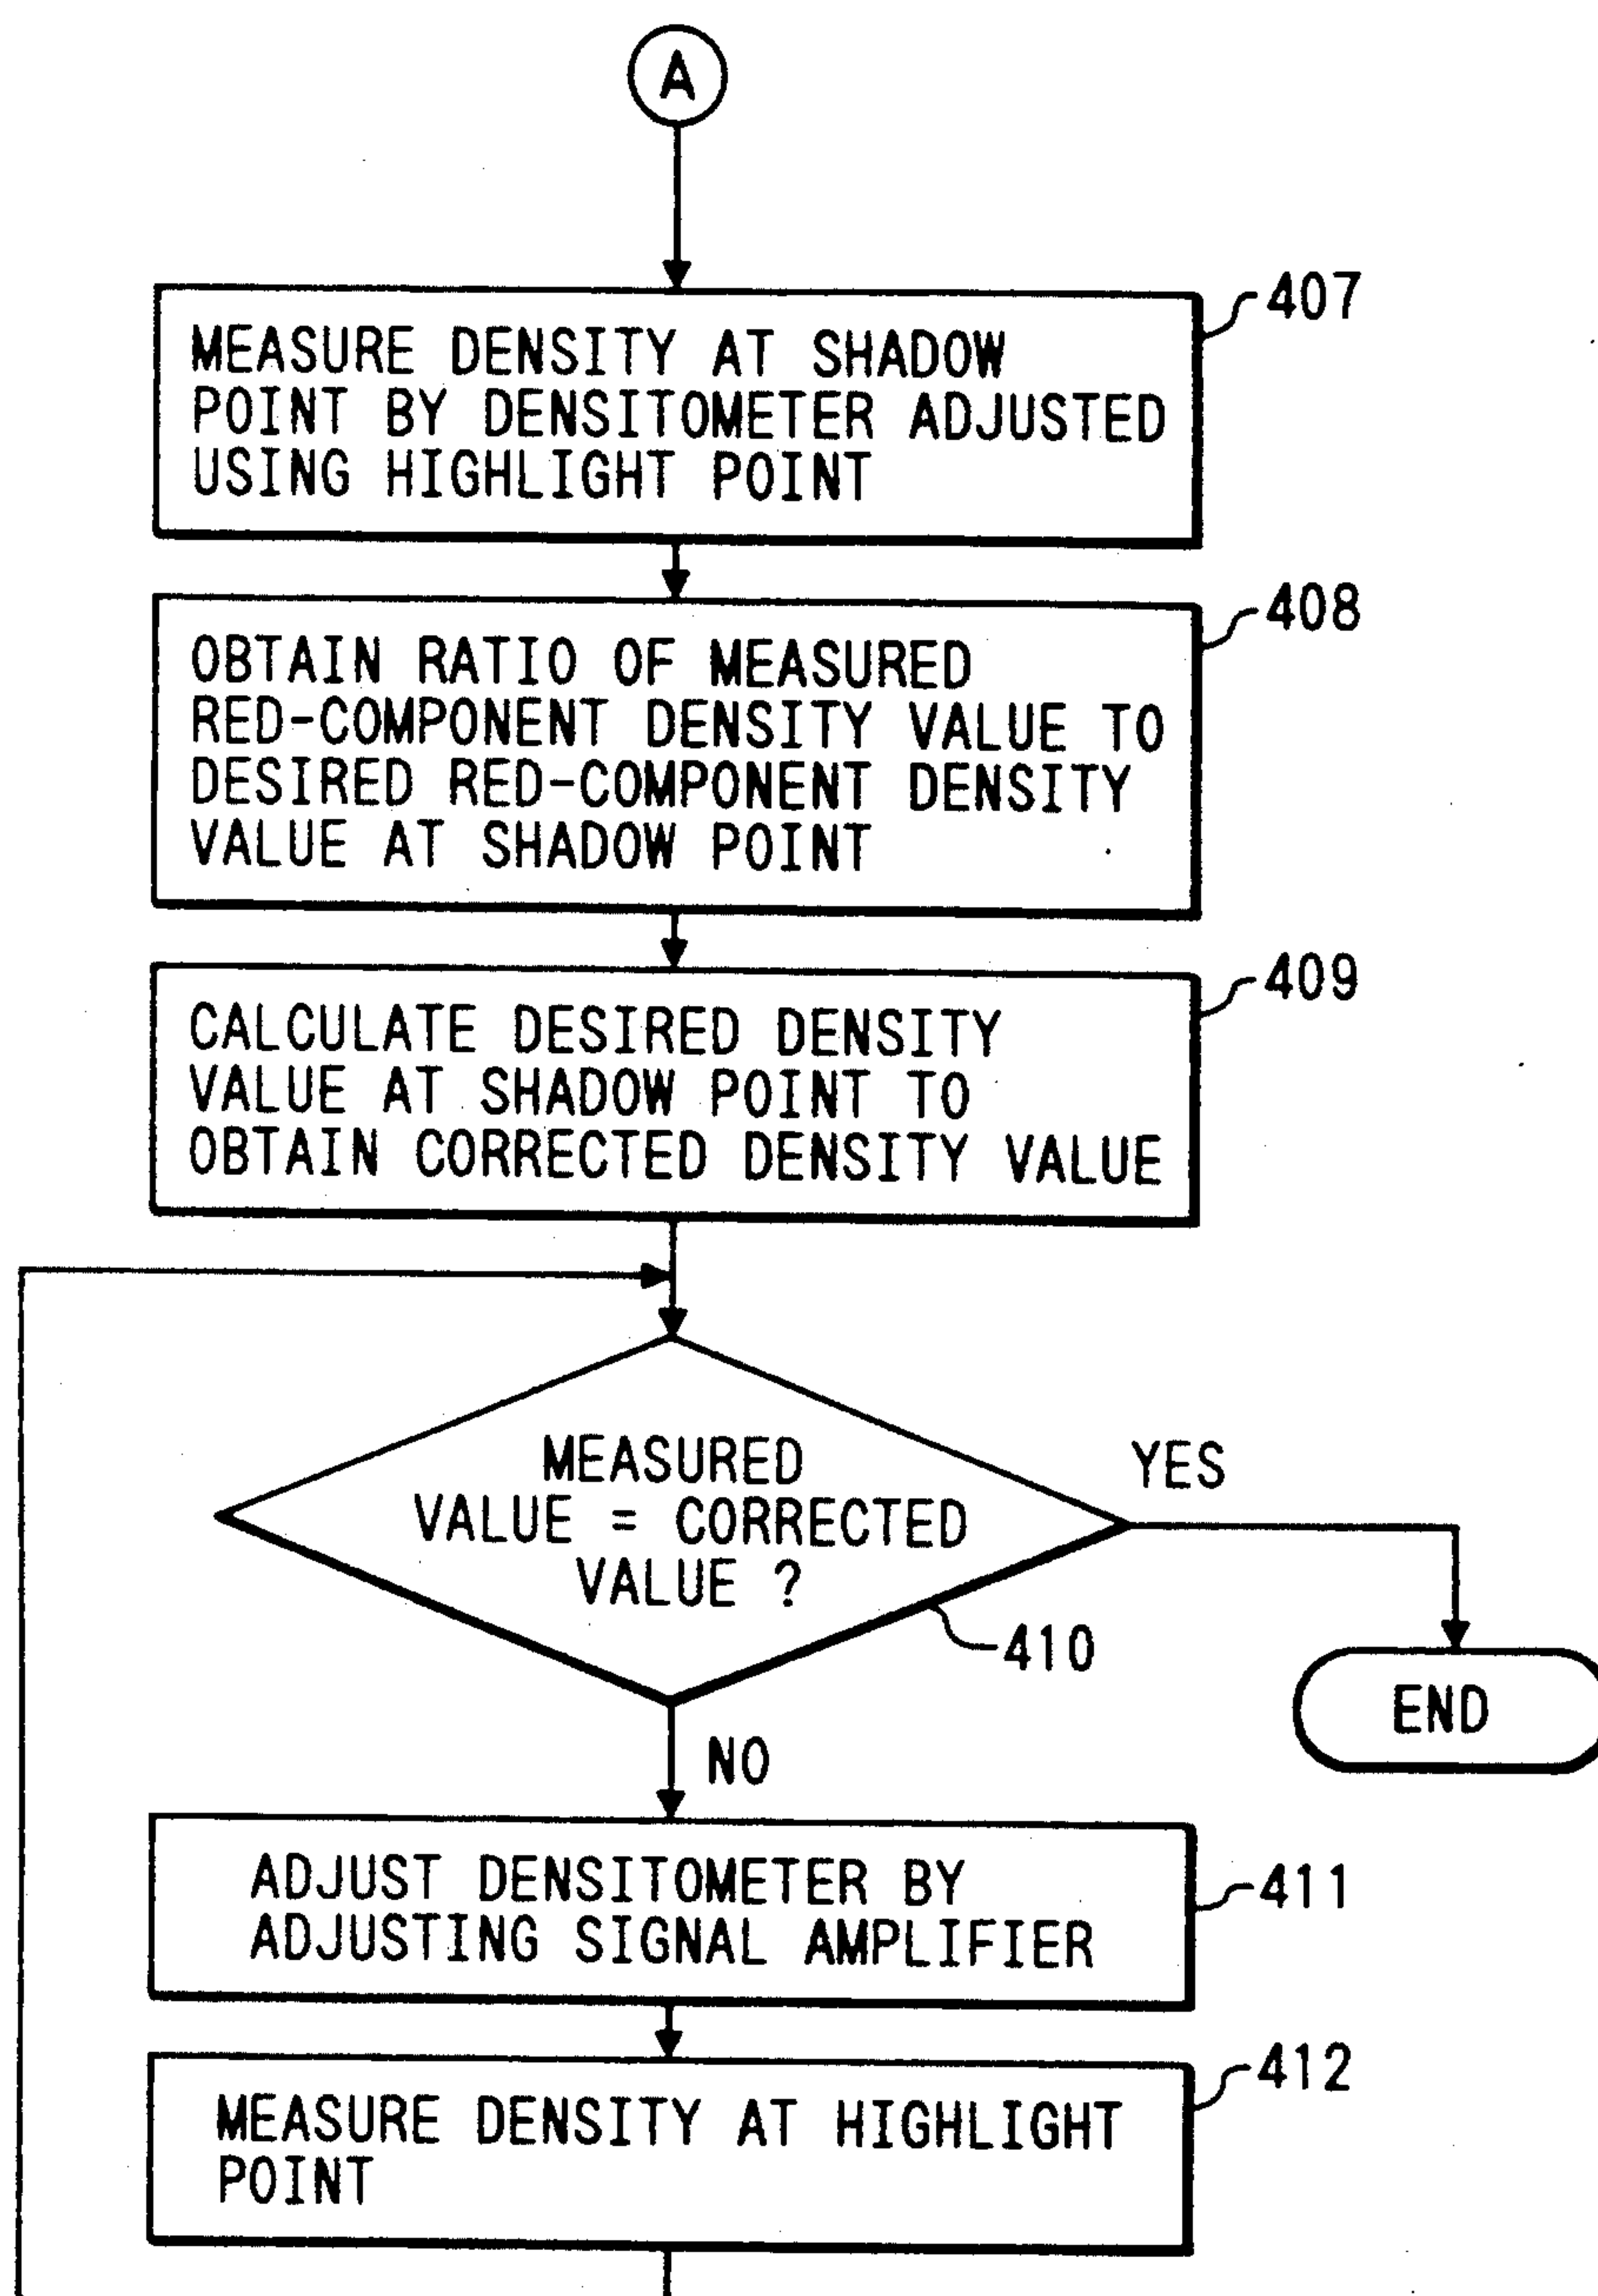 A
407
MEASURE DENSITY AT SHADOW
POINT BY DENSITOMETER ADJUSTED
USING HIGHLIGHT POINT
408
OBTAIN RATIO OF MEASURED
RED-COMPONENT DENSITY VALUE TO
DESIRED RED-COMPONENT DENSITY
VALUE AT SHADOW POINT
409
CALCULATE DESIRED DENSITY
VALUE AT SHADOW POINT TO
OBTAIN CORRECTED DENSITY VALUE
MEASURED
VALUE = CORRECTED
VALUE ?
YES
410
END
NO
411
ADJUST DENSITOMETER BY
ADJUSTING SIGNAL AMPLIFIER
412
MEASURE DENSITY AT HIGHLIGHT
POINT